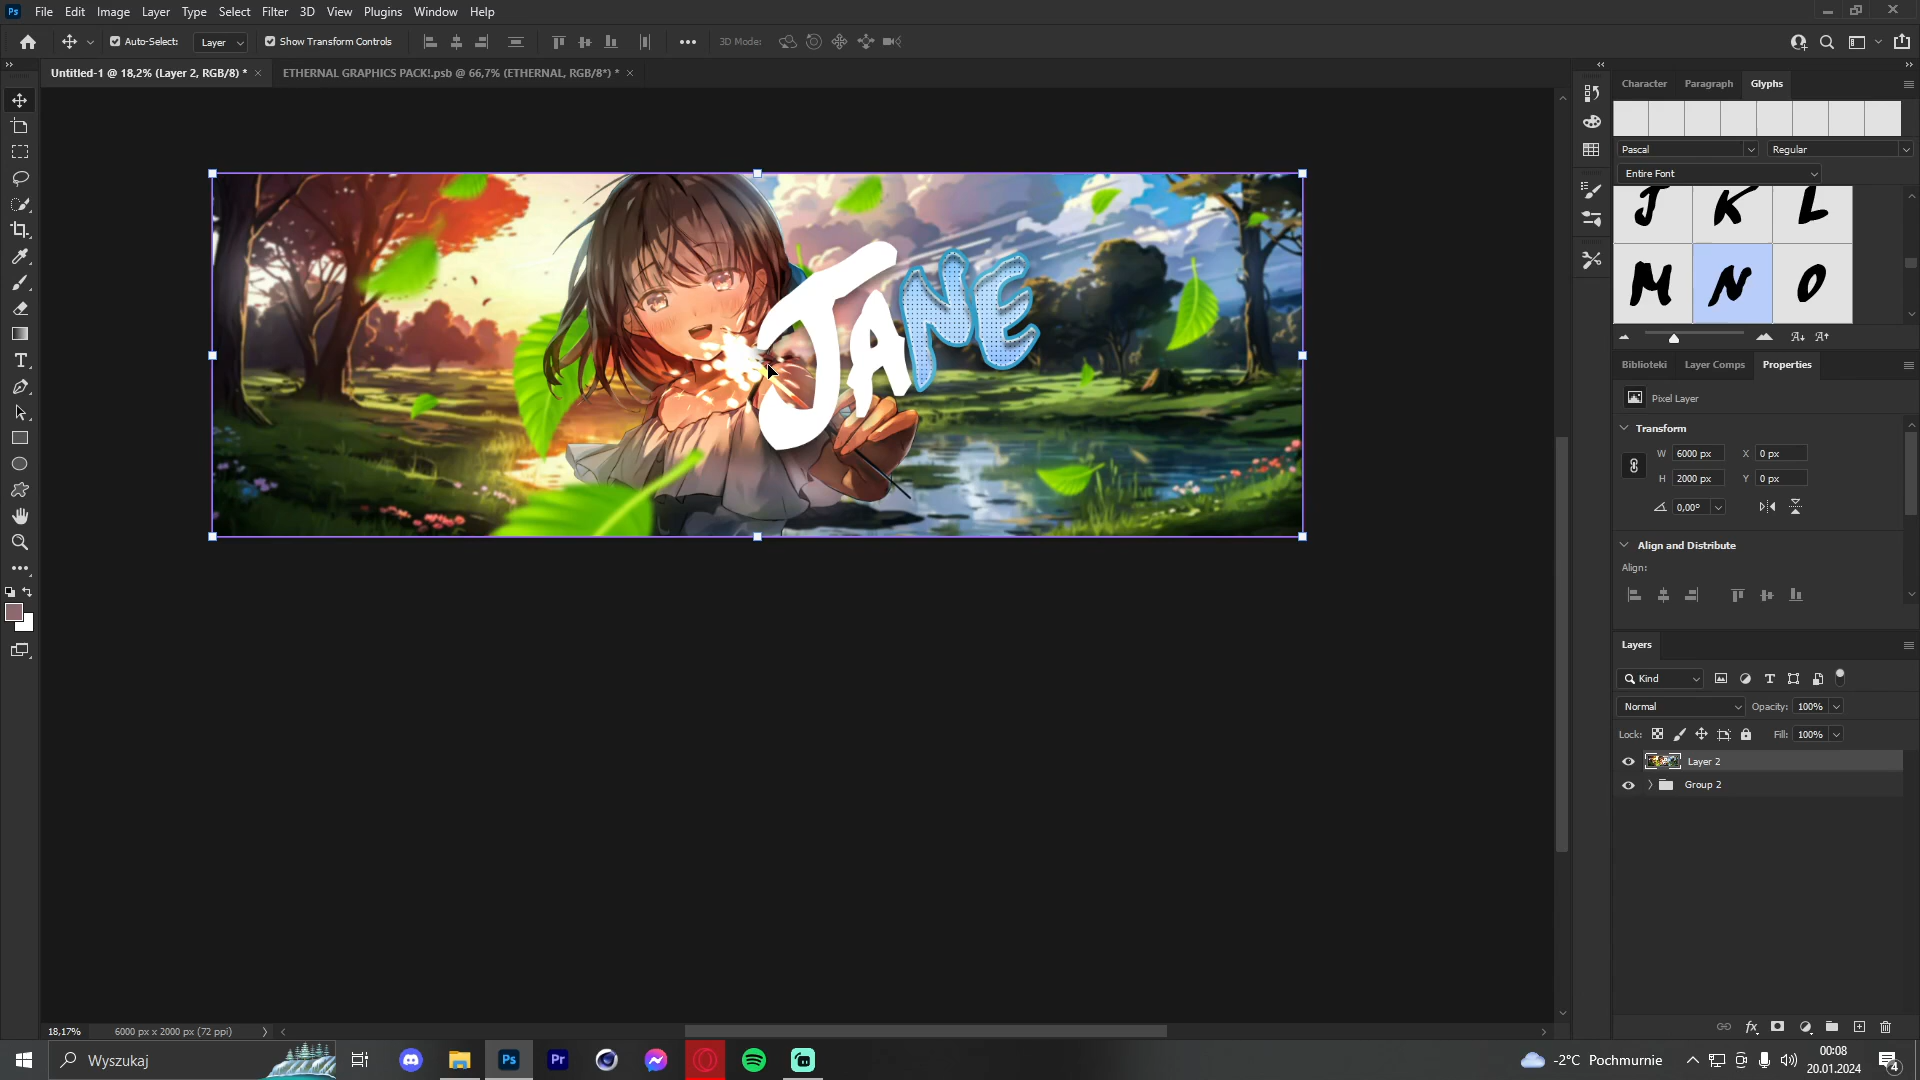 Ps File Edit Image Layer Type Select Filter 3D View Plugins Window Help
Auto-Select: Layer Show Transform Controls 3D Mode:
Untitled-1 @ 18,2% (Layer 2, RGB/8) * × ETHERNAL GRAPHICS PACK!.psb @ 66,7% (ETHERNAL, RGB/8*) * ×
Character Paragraph Glyphs
Pascal Regular
Entire Font
J K L
M N O
JANE
Biblioteki Layer Comps Properties
Pixel Layer
Transform
W 6000 px X 0 px
H 2000 px Y 0 px
0,00°
Align and Distribute
Align:
Layers
Kind
Normal Opacity: 100%
Lock: Fill: 100%
Layer 2
Group 2
18,17% 6000 px x 2000 px (72 ppi)
Wyszukaj Ps Pr -2°C Pochmurnie 00:08
20.01.2024 4